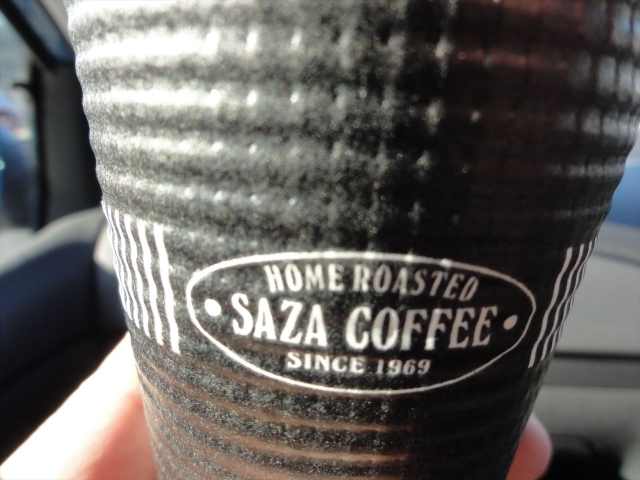 HOME ROASTED
SAZA COFFEE
SINCE 1969